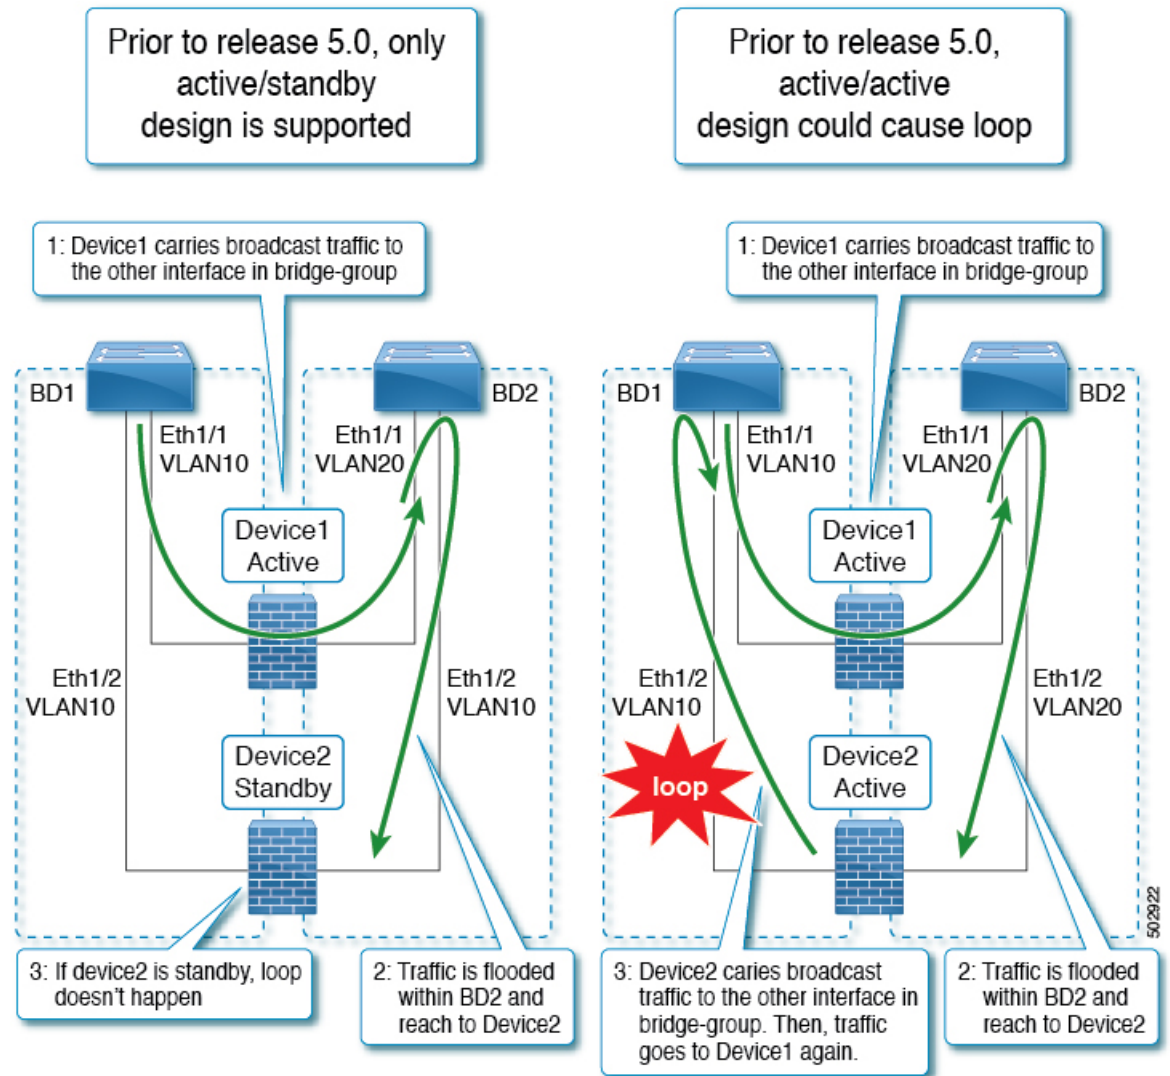 Prior to release 5.0, only
active/standby
design is supported
Prior to release 5.0,
active/active
design could cause loop
1: Device1 carries broadcast traffic to
the other interface in bridge-group
1: Device1 carries broadcast traffic to
the other interface in bridge-group
BD1
BD2
Eth1/1
VLAN10
Eth1/1
VLAN20
Device1
Active
Eth1/2
VLAN10
Eth1/2
VLAN10
Device2
Standby
BD1
BD2
Eth1/1
VLAN10
Eth1/1
VLAN20
Device1
Active
Eth1/2
VLAN10
Eth1/2
VLAN20
loop
Device2
Active
502922
3: If device2 is standby, loop
doesn't happen
2: Traffic is flooded
within BD2 and
reach to Device2
3: Device2 caries broadcast
traffic to the other interface in
bridge-group. Then, traffic
goes to Device1 again.
2: Traffic is flooded
within BD2 and
reach to Device2